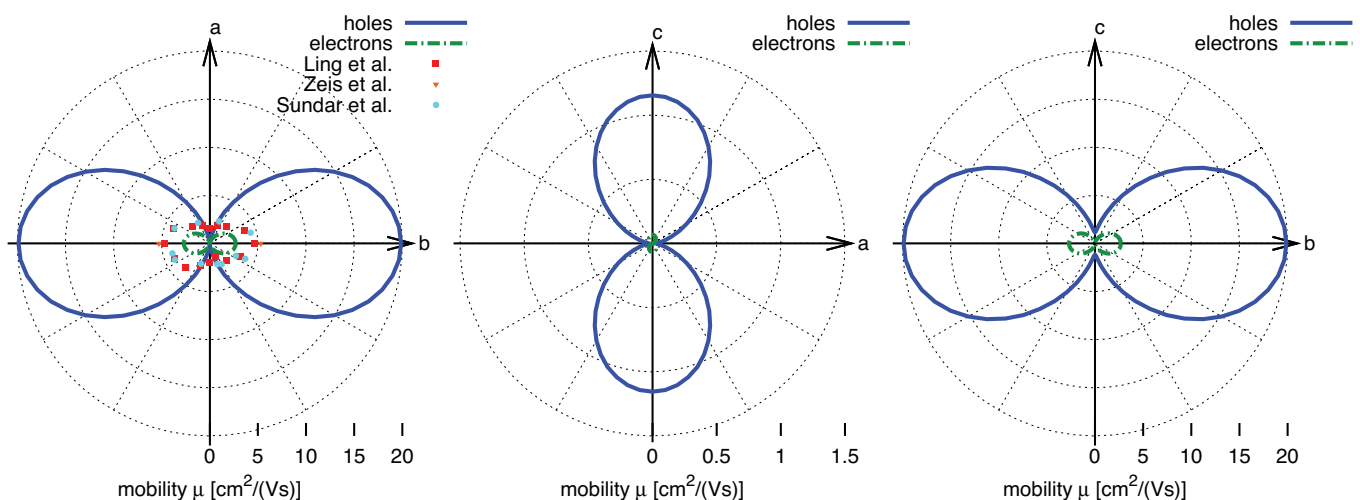 holes
electrons
Ling et al.
Zeis et al.
Sundar et al.
a
b
0 5 10 15 20
mobility µ [cm²/(Vs)]
holes
electrons
c
a
0 0.5 1 1.5
mobility µ [cm²/(Vs)]
holes
electrons
c
b
0 5 10 15 20
mobility µ [cm²/(Vs)]